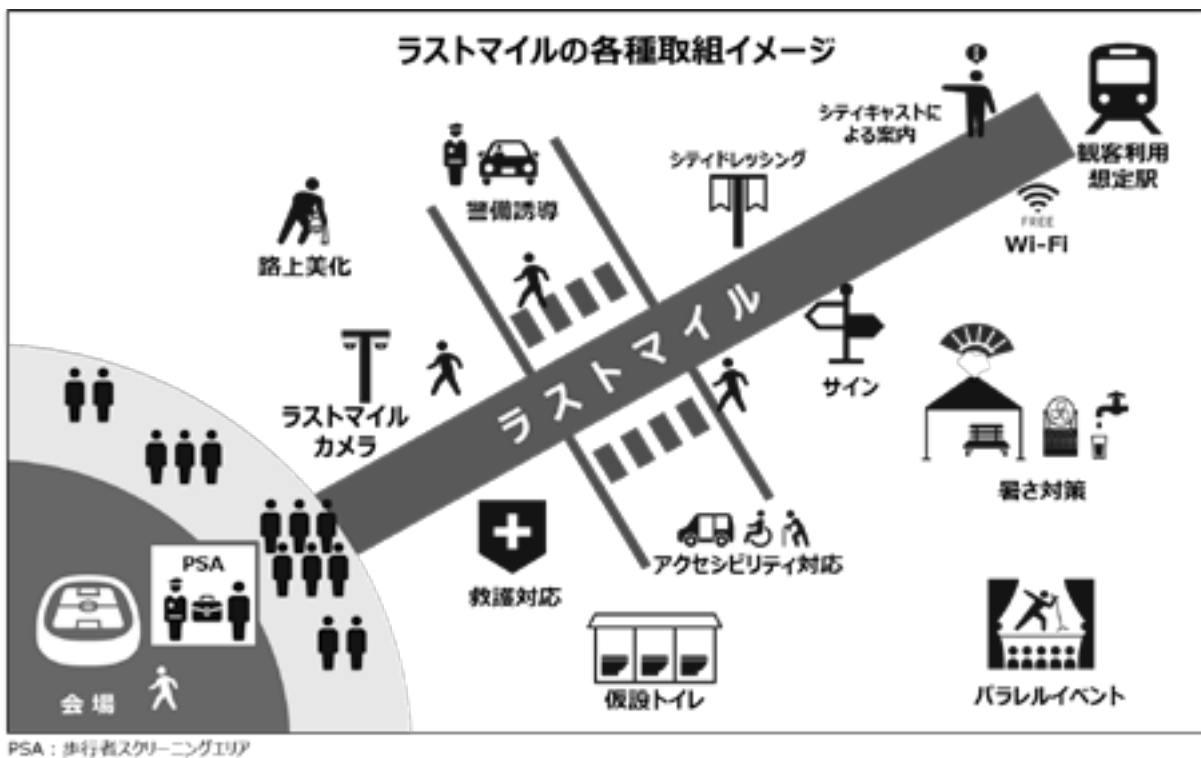 ラストマイルの各種取組イメージ
シティキャストに
よる案内
観客利用
想定駅
シティドレッシング
警備誘導
FREE
Wi-Fi
路上美化
ラストマイル
サイン
ラストマイル
カメラ
暑さ対策
PSA
救護対応
アクセシビリティ対応
会場
仮設トイレ
パラレルイベント
PSA：歩行者スクリーニングエリア